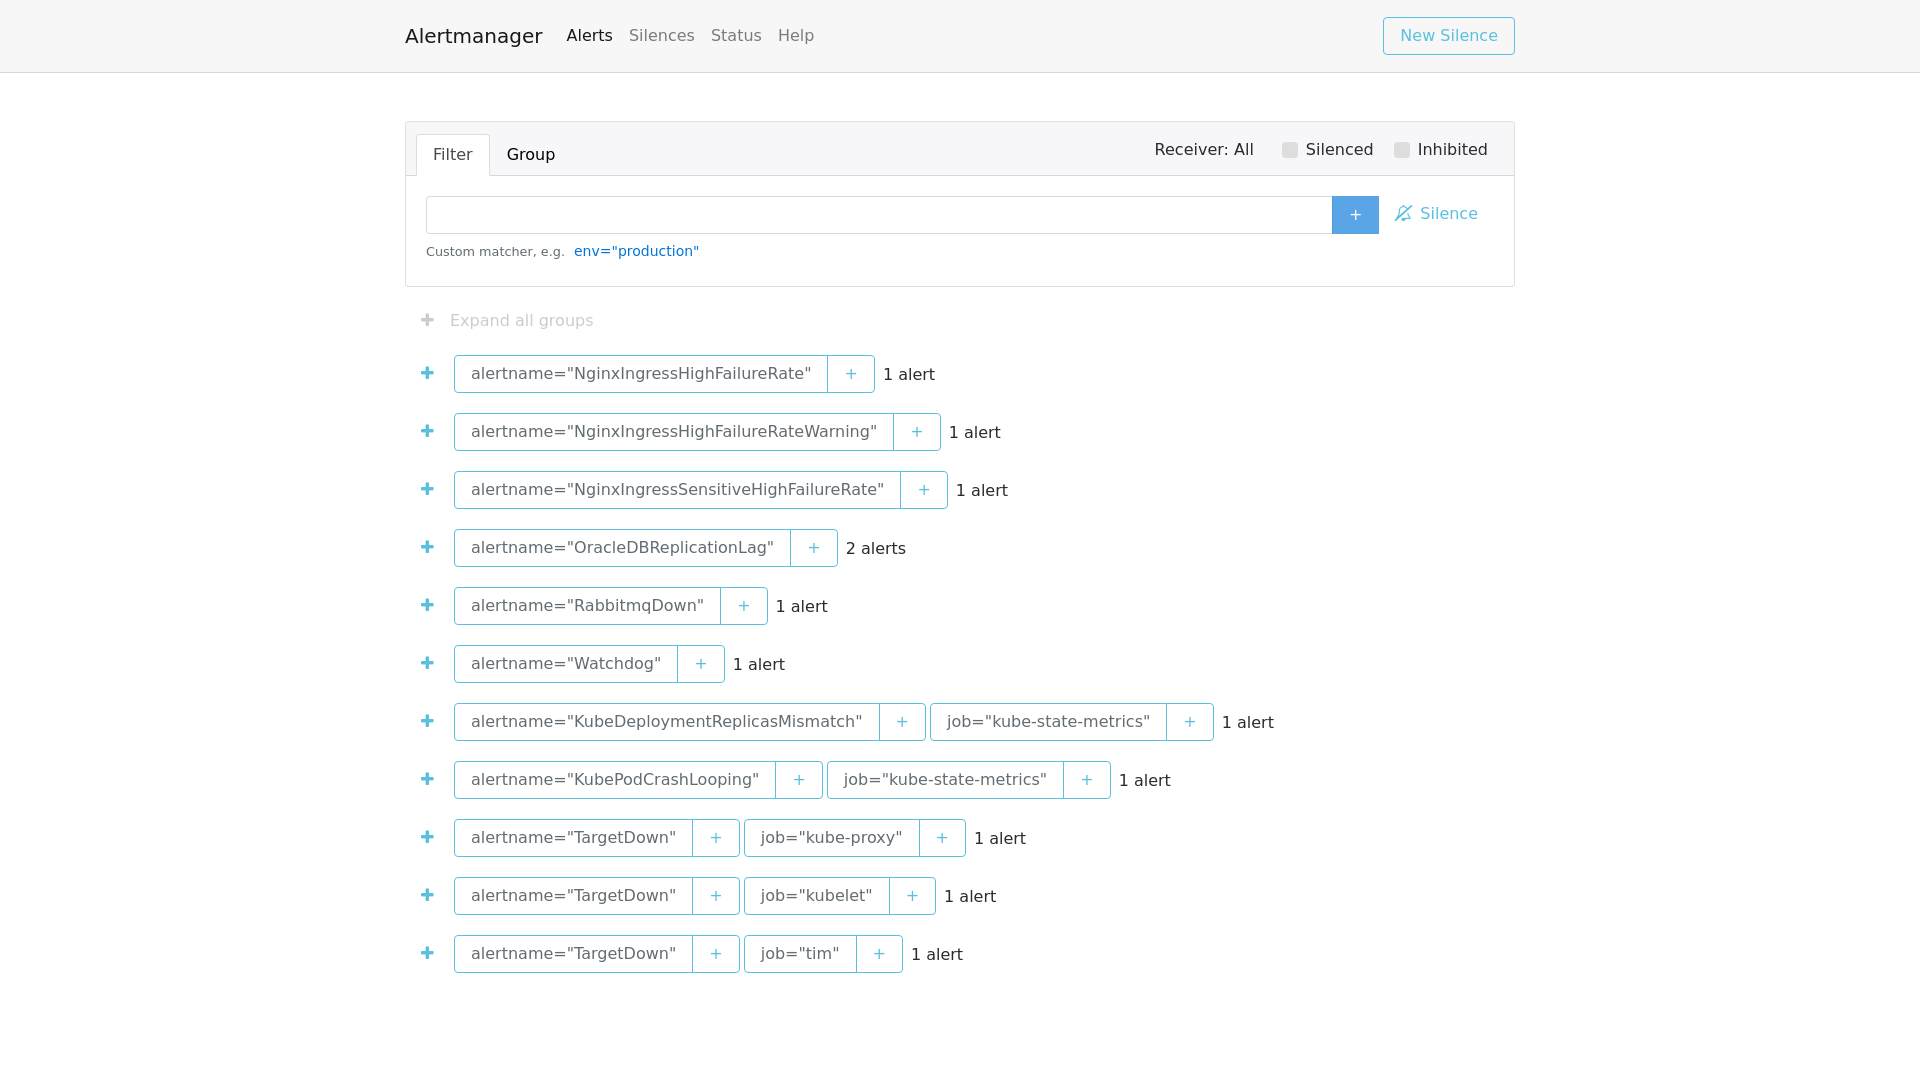 Alertmanager Alerts Silences Status Help New Silence
Filter Group Receiver: All Silenced Inhibited
+ Silence
Custom matcher, e.g. env="production"
Expand all groups
alertname="NginxIngressHighFailureRate" + 1 alert
alertname="NginxIngressHighFailureRateWarning" + 1 alert
alertname="NginxIngressSensitiveHighFailureRate" + 1 alert
alertname="OracleDBReplicationLag" + 2 alerts
alertname="RabbitmqDown" + 1 alert
alertname="Watchdog" + 1 alert
alertname="KubeDeploymentReplicasMismatch" + job="kube-state-metrics" + 1 alert
alertname="KubePodCrashLooping" + job="kube-state-metrics" + 1 alert
alertname="TargetDown" + job="kube-proxy" + 1 alert
alertname="TargetDown" + job="kubelet" + 1 alert
alertname="TargetDown" + job="tim" + 1 alert